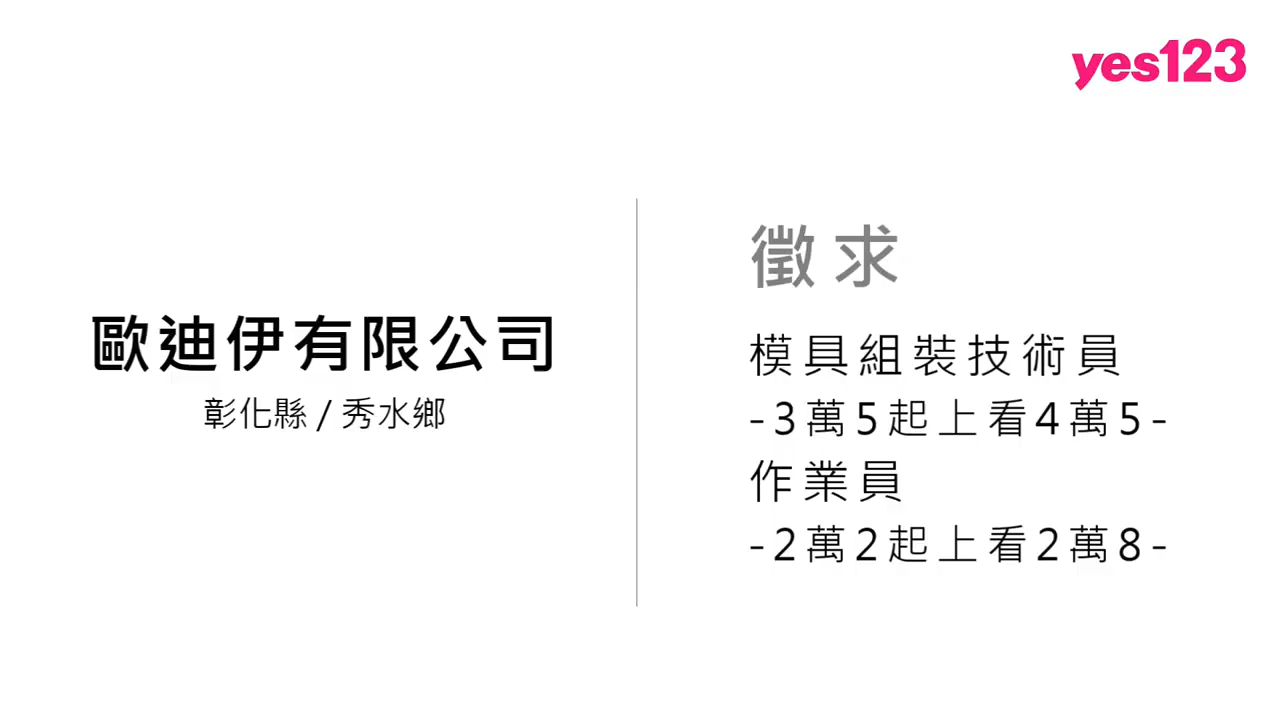 yes123
歐迪伊有限公司
彰化縣 / 秀水鄉
徵求
模具組裝技術員
-3萬5起上看4萬5-
作業員
-2萬2起上看2萬8-